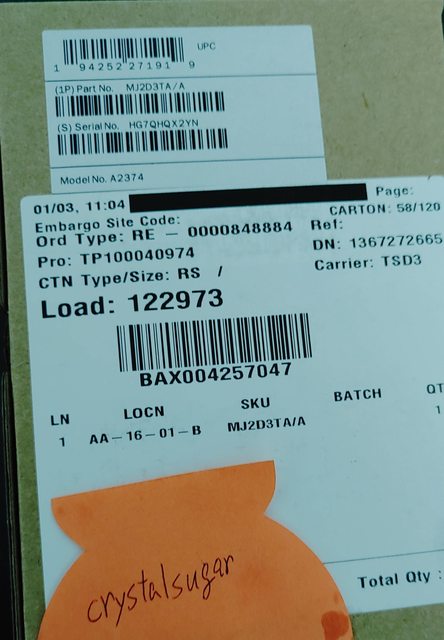 UPC
1 94252 27191 9
(1P) Part No. MJ2D3TA/A
(S) Serial No. HG7QHQX2YN
Model No. A2374
01/03, 11:04 Page:
Embargo Site Code: CARTON: 58/120
Ord Type: RE - 0000848884 Ref:
Pro: TP100040974 DN: 1367272665
CTN Type/Size: RS / Carrier: TSD3
Load: 122973
BAX004257047
LN LOCN SKU BATCH QT
1 AA-16-01-B MJ2D3TA/A 1
crystalsugar
Total Qty :